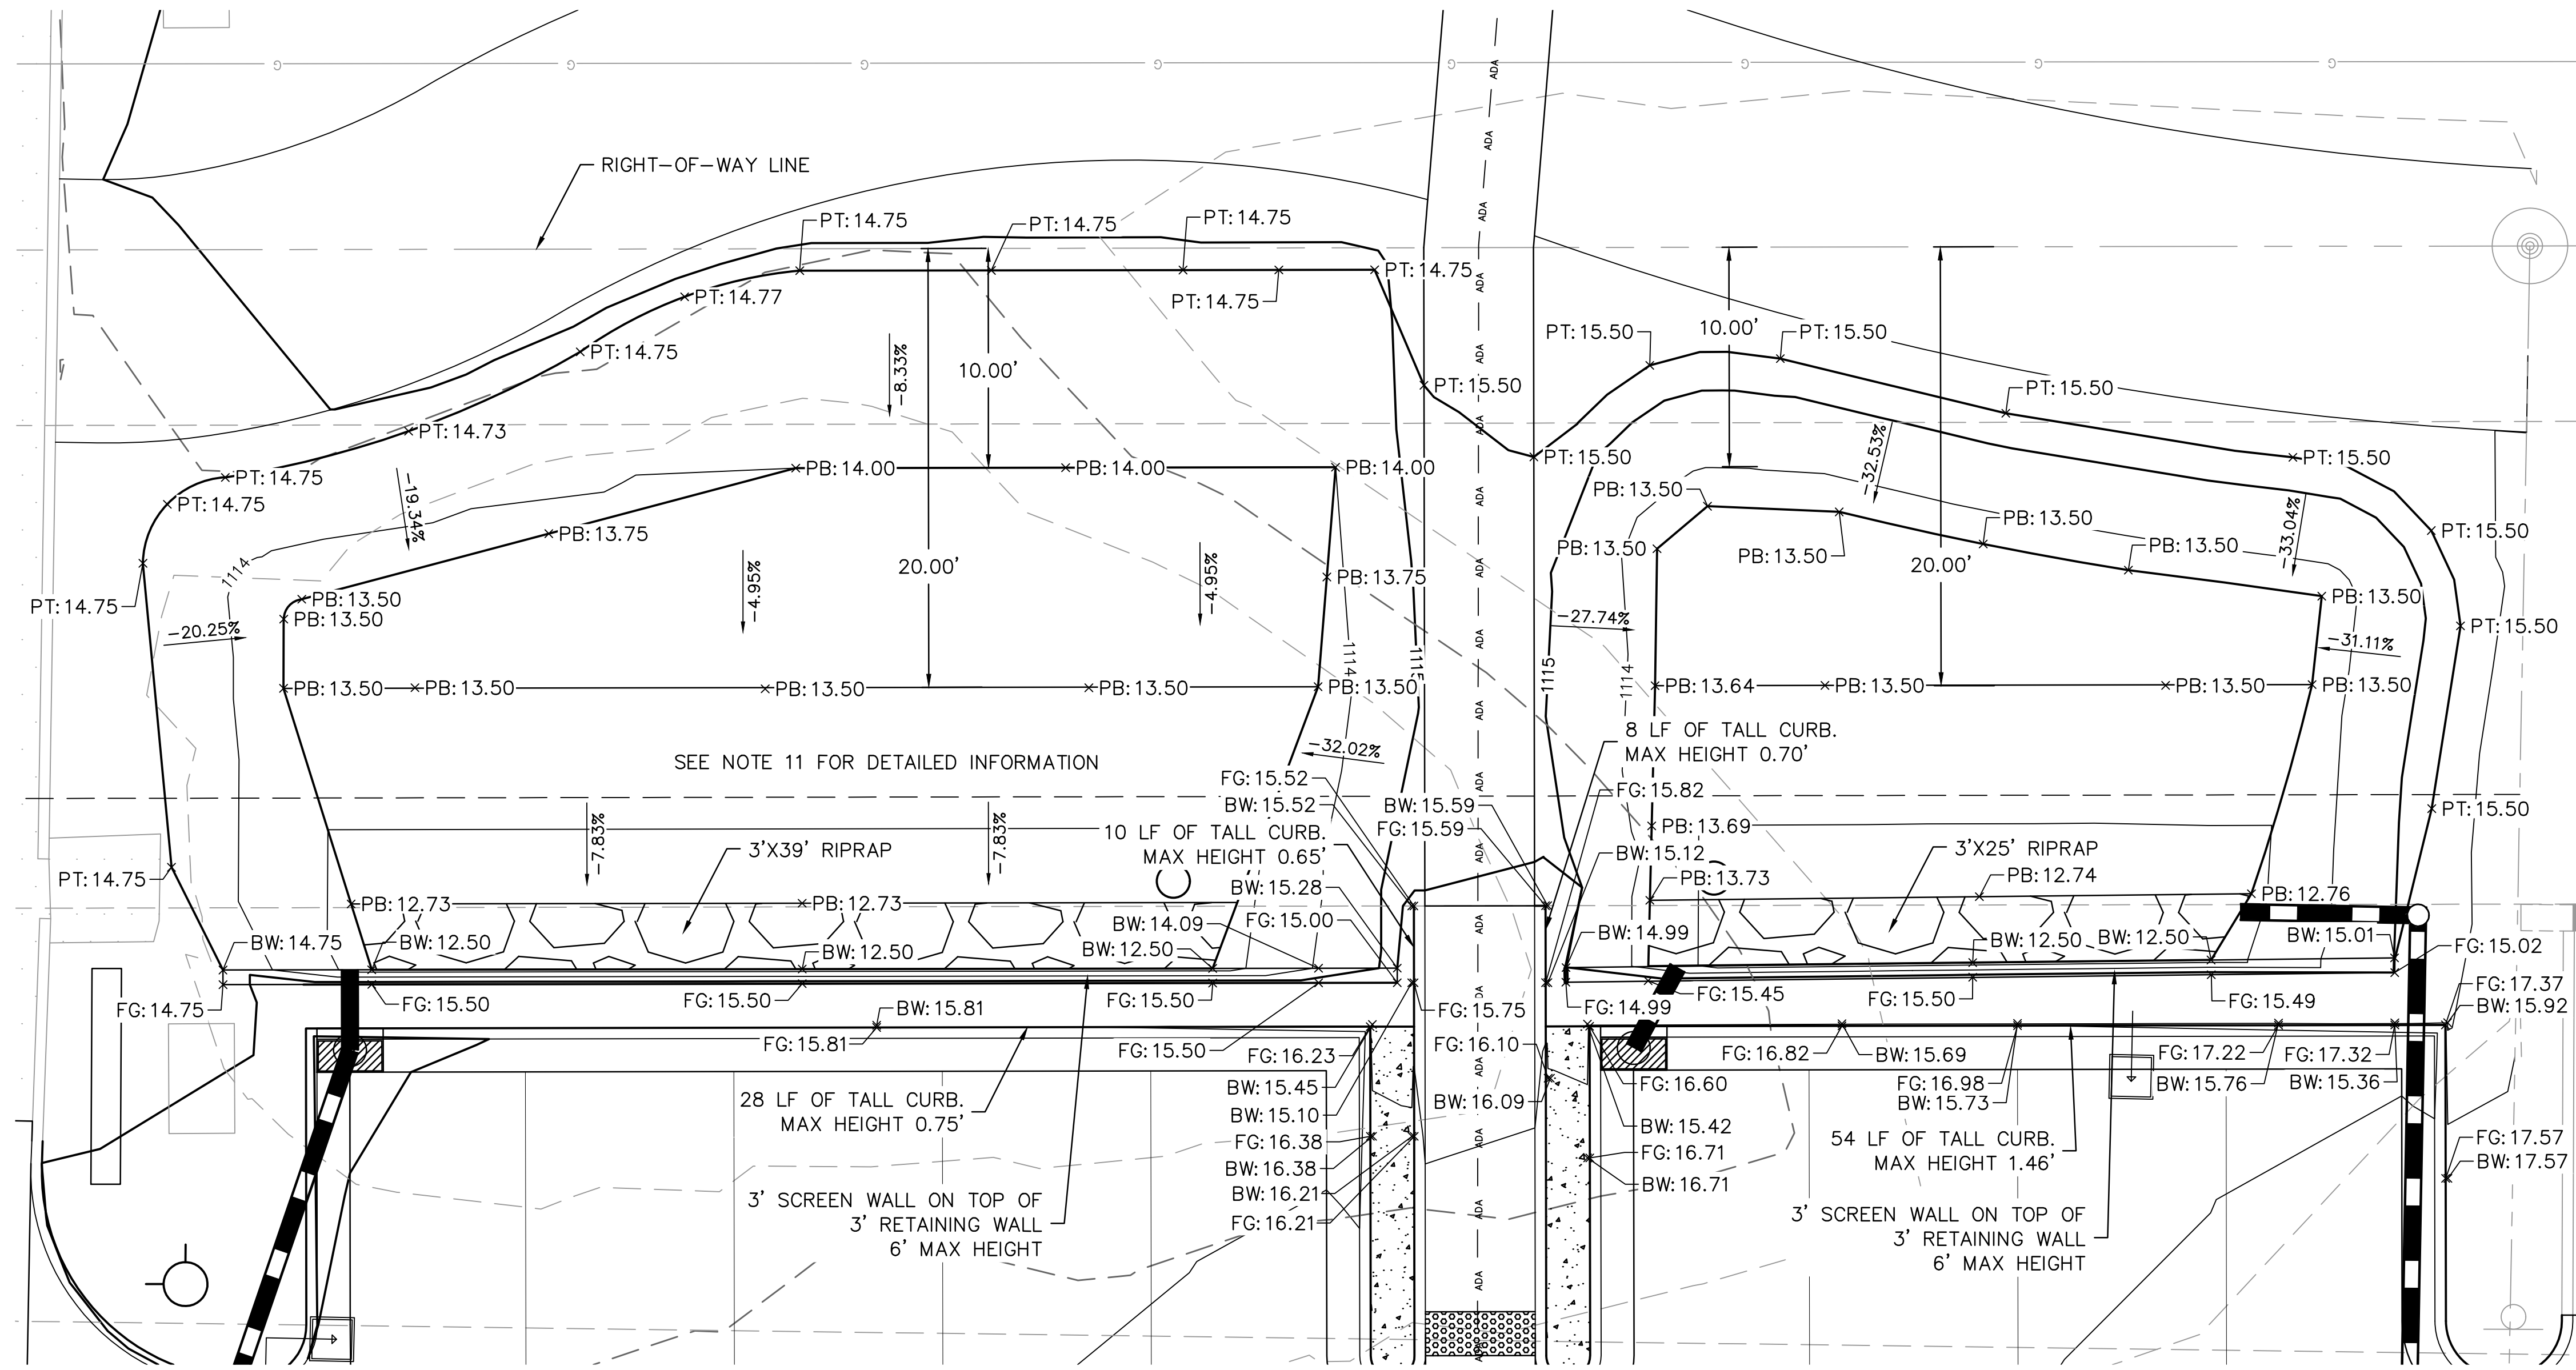 G G G G G G G G
ADA
RIGHT-OF-WAY LINE
PT:14.75
PT:14.75
PT:14.75
PT:14.75
PT:14.75
PT:14.77
PT:14.75
PT:14.73
PT:14.75
PT:14.75
PT:14.75
PT:14.75
-8.33%
10.00'
20.00'
-19.34%
PB:14.00
PB:14.00
PB:14.00
PB:13.75
PB:13.75
1114
PB:13.50
PB:13.50
-20.25%
-4.95%
-4.95%
1114
1115
PB:13.50
PB:13.50
PB:13.50
PB:13.50
PB:13.50
SEE NOTE 11 FOR DETAILED INFORMATION
-32.02%
-7.83%
-7.83%
3'X39' RIPRAP
10 LF OF TALL CURB.
MAX HEIGHT 0.65'
FG:15.52
BW:15.52
BW:15.59
FG:15.59
BW:15.28
BW:14.09
FG:15.00
PB:12.73
PB:12.73
BW:14.75
BW:12.50
BW:12.50
BW:12.50
FG:14.75
FG:15.50
FG:15.50
FG:15.50
BW:15.81
FG:15.81
FG:15.50
FG:16.23
BW:15.45
BW:15.10
FG:16.38
BW:16.38
BW:16.21
FG:16.21
28 LF OF TALL CURB.
MAX HEIGHT 0.75'
3' SCREEN WALL ON TOP OF
3' RETAINING WALL
6' MAX HEIGHT
PT:15.50
PT:15.50
PT:15.50
PT:15.50
PT:15.50
PT:15.50
PT:15.50
PT:15.50
PT:15.50
10.00'
20.00'
-32.53%
-33.04%
PB:13.50
PB:13.50
PB:13.50
PB:13.50
PB:13.50
PB:13.50
-27.74%
-31.11%
1115
1114
PB:13.64
PB:13.50
PB:13.50
PB:13.50
8 LF OF TALL CURB.
MAX HEIGHT 0.70'
FG:15.82
PB:13.69
BW:15.12
PB:13.73
3'X25' RIPRAP
PB:12.74
PB:12.76
BW:14.99
BW:12.50
BW:12.50
BW:15.01
FG:15.02
FG:15.75
FG:14.99
FG:15.45
FG:15.50
FG:15.49
FG:17.37
BW:15.92
FG:16.10
BW:16.09
FG:16.82
BW:15.69
FG:17.22
FG:17.32
FG:16.60
FG:16.98
BW:15.73
BW:15.76
BW:15.36
BW:15.42
FG:16.71
BW:16.71
54 LF OF TALL CURB.
MAX HEIGHT 1.46'
FG:17.57
BW:17.57
3' SCREEN WALL ON TOP OF
3' RETAINING WALL
6' MAX HEIGHT